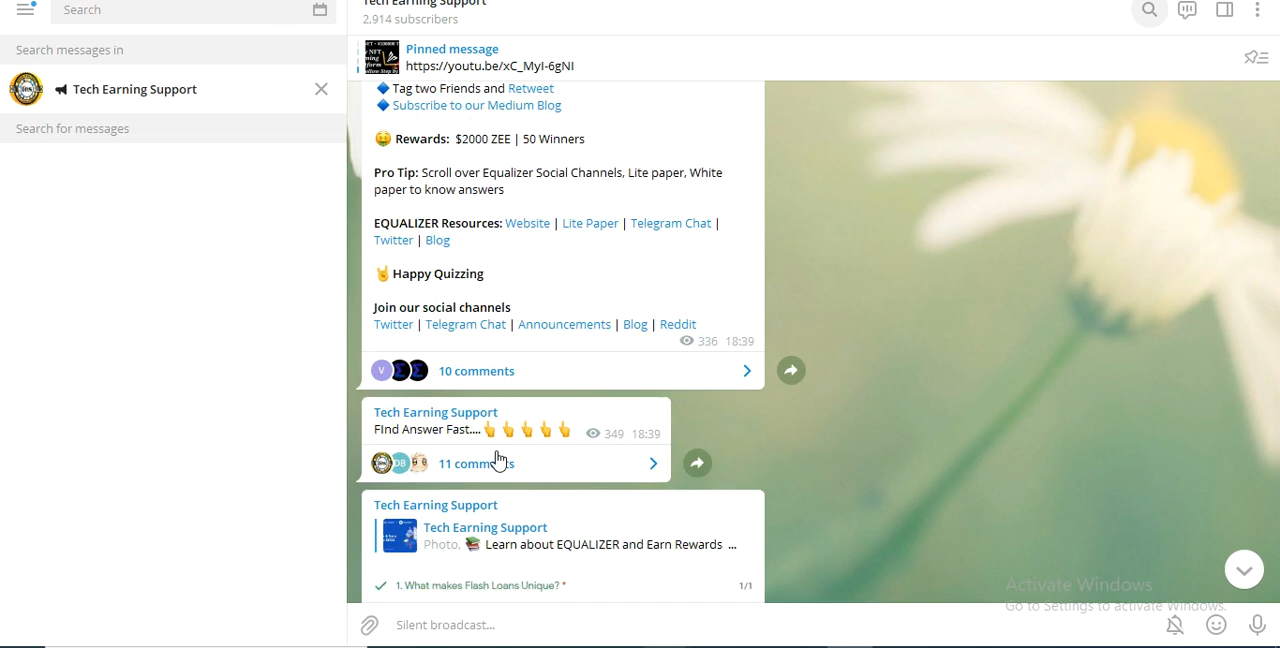 Search
Tech Earning Support
2,914 subscribers
Search messages in
Tech Earning Support
Search for messages
Pinned message
https://youtu.be/xC_MyI-6gNI
Tag two Friends and Retweet
Subscribe to our Medium Blog
Rewards: $2000 ZEE | 50 Winners
Pro Tip: Scroll over Equalizer Social Channels, Lite paper, White
paper to know answers
EQUALIZER Resources: Website | Lite Paper | Telegram Chat |
Twitter | Blog
🤘 Happy Quizzing
Join our social channels
Twitter | Telegram Chat | Announcements | Blog | Reddit
336 18:39
V
10 comments
Tech Earning Support
FInd Answer Fast....👆👆👆👆👆 349 18:39
DB
11 comments
Tech Earning Support
Tech Earning Support
Photo, 📚 Learn about EQUALIZER and Earn Rewards ...
1. What makes Flash Loans Unique? * 1/1
Activate Windows
Go to Settings to activate Windows.
Silent broadcast...